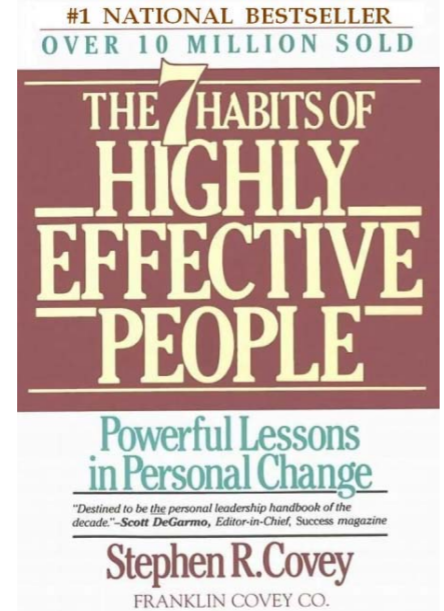 #1 NATIONAL BESTSELLER
OVER 10 MILLION SOLD
THE 7 HABITS OF
HIGHLY
EFFECTIVE
PEOPLE
Powerful Lessons
in Personal Change
"Destined to be the personal leadership handbook of the
decade."–Scott DeGarmo, Editor-in-Chief, Success magazine
Stephen R. Covey
FRANKLIN COVEY CO.